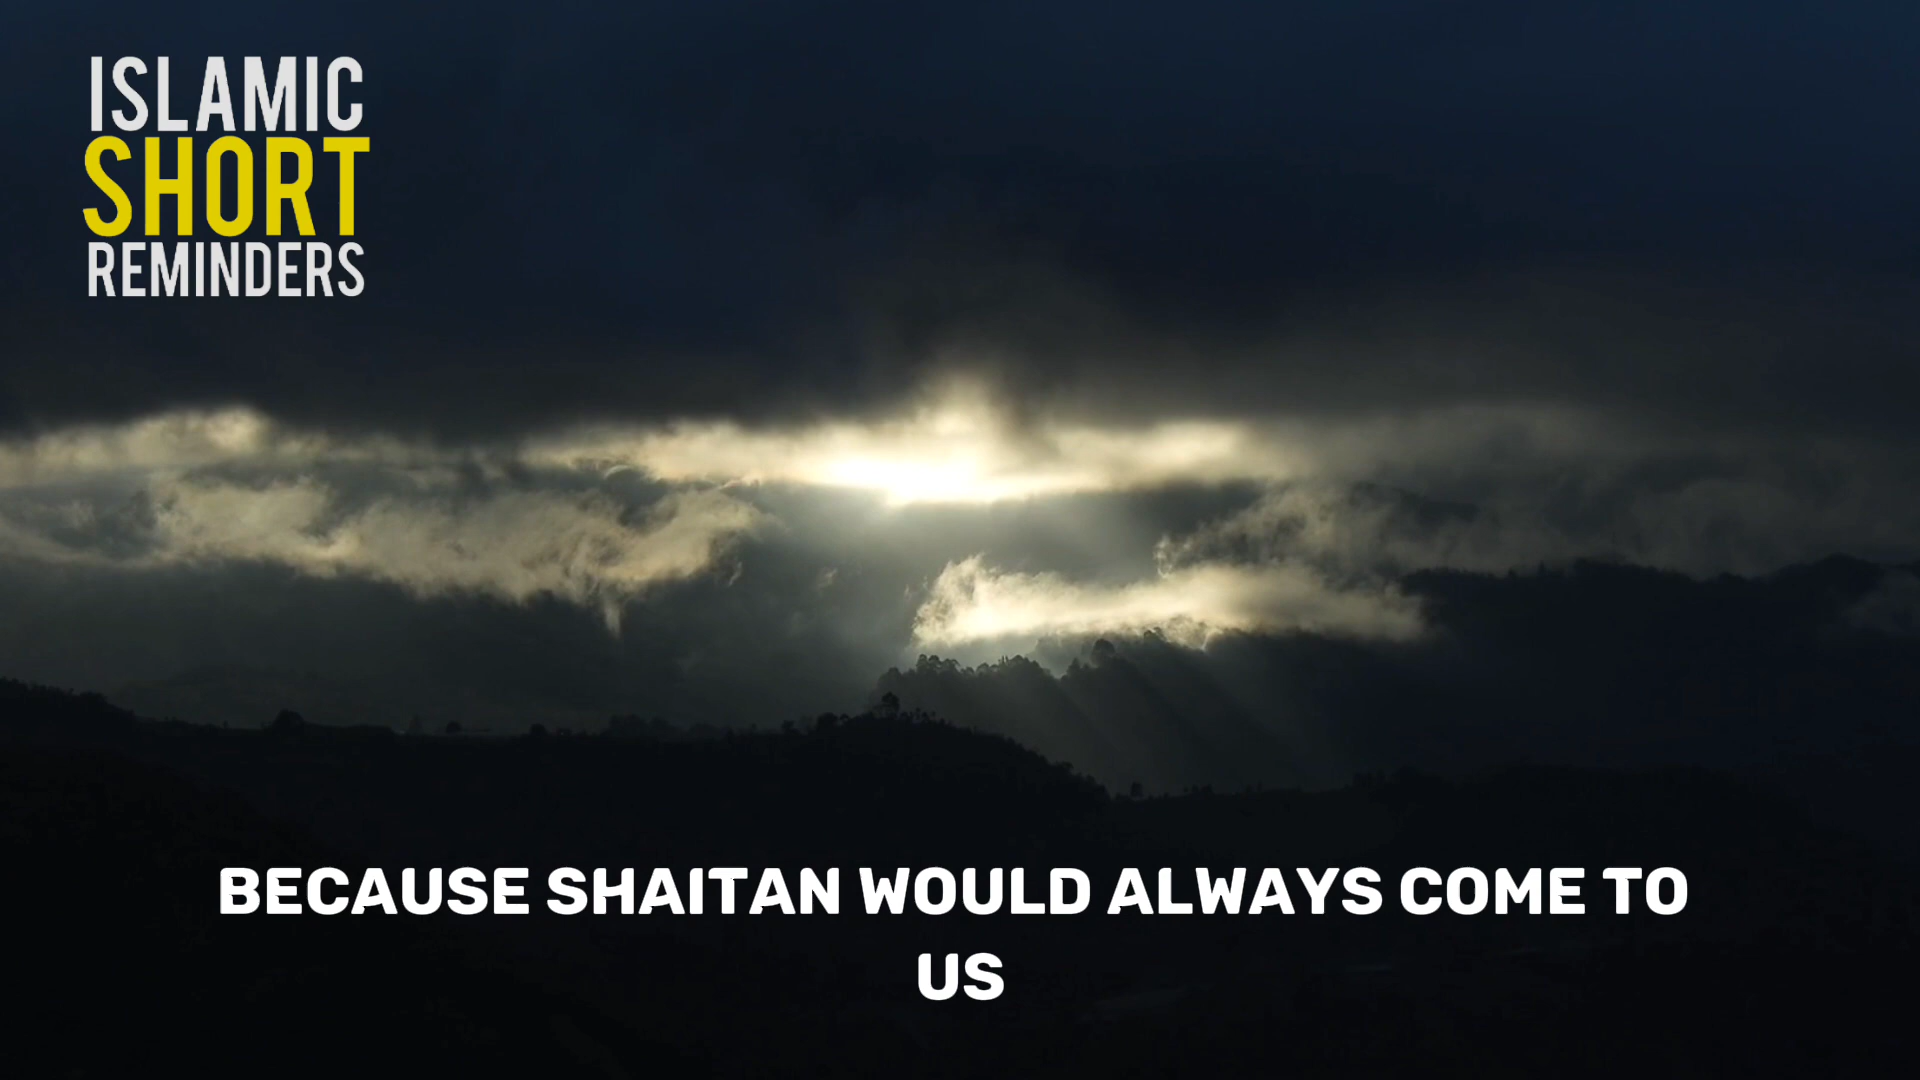 ISLAMIC
SHORT
REMINDERS
BECAUSE SHAITAN WOULD ALWAYS COME TO
US